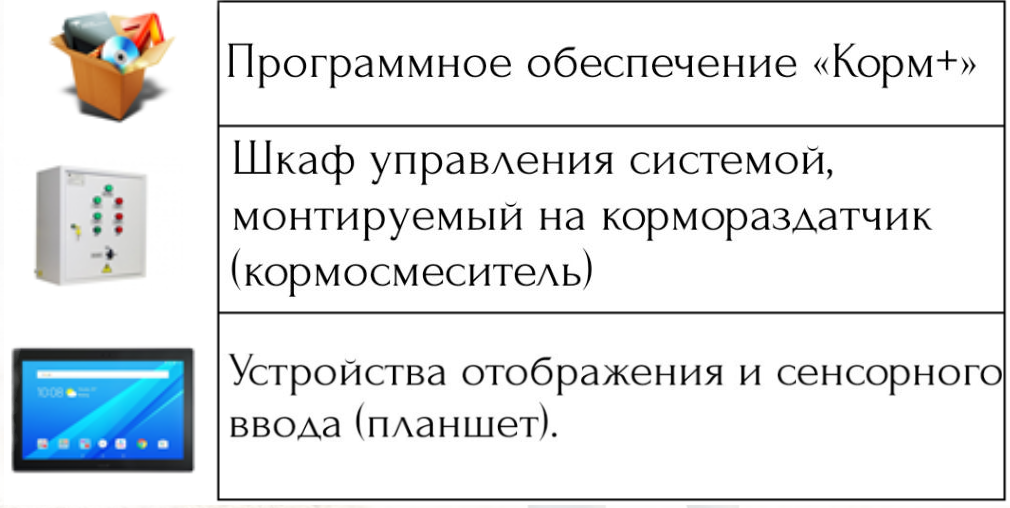 Программное обеспечение «Корм+»
Шкаф управления системой,
монтируемый на кормораздатчик
(кормосмеситель)
Устройства отображения и сенсорного
ввода (планшет).
10:08